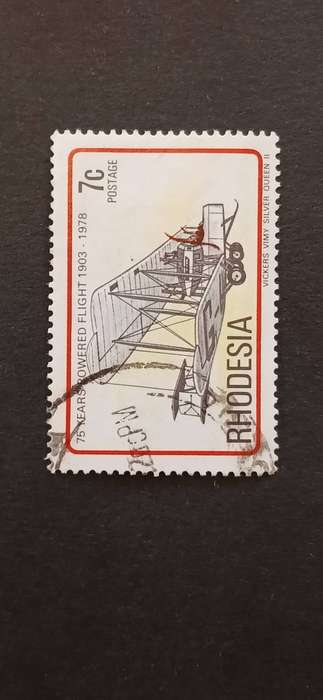 75 YEARS POWERED FLIGHT 1903 - 1978
7c
POSTAGE
RHODESIA
VICKERS VIMY SILVER QUEEN II